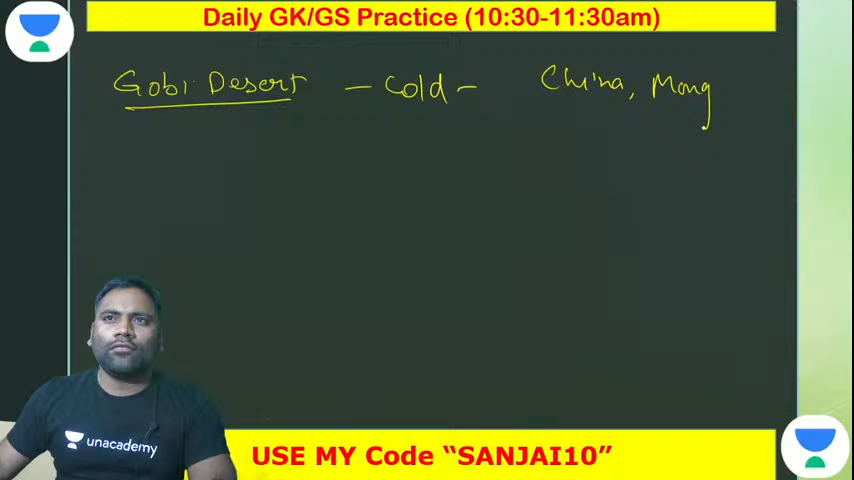 Daily GK/GS Practice (10:30-11:30am)
Gobi Desert - Cold - China, Mong
unacademy
USE MY Code “SANJAI10”